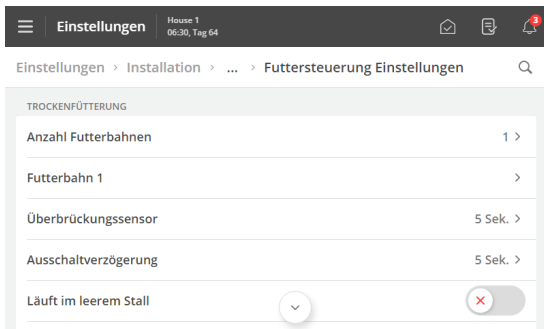 Einstellungen House 1
06:30, Tag 64
3
Einstellungen > Installation > ... > Futtersteuerung Einstellungen
TROCKENFÜTTERUNG
Anzahl Futterbahnen 1 >
Futterbahn 1 >
Überbrückungssensor 5 Sek. >
Ausschaltverzögerung 5 Sek. >
Läuft im leerem Stall